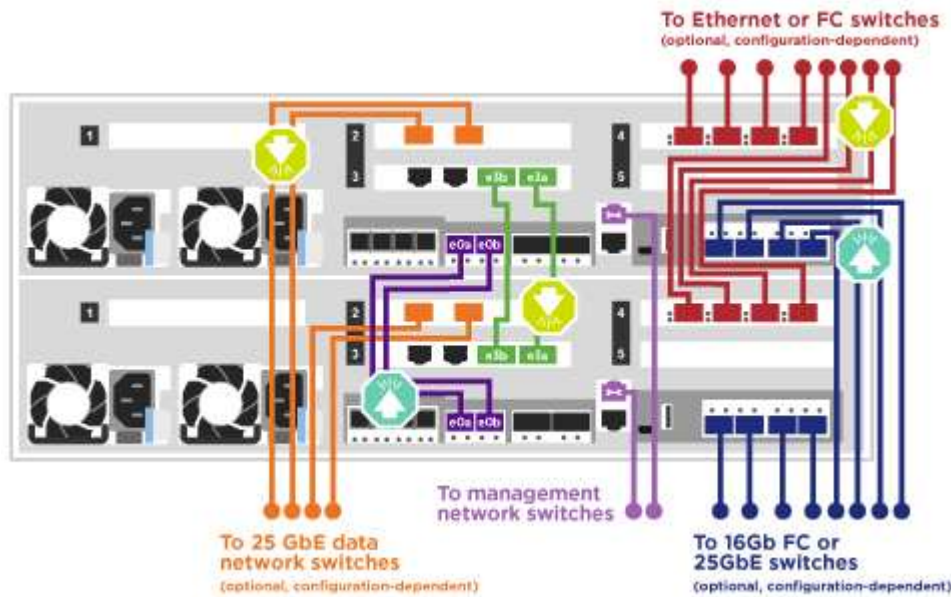 To Ethernet or FC switches
(optional, configuration-dependent)
1
2
4
3
e3b
e3a
5
e0a
e0b
1
2
4
3
e3b
e3a
5
e0a
e0b
To management
network switches
To 25 GbE data
network switches
(optional, configuration-dependent)
To 16Gb FC or
25GbE switches
(optional, configuration-dependent)